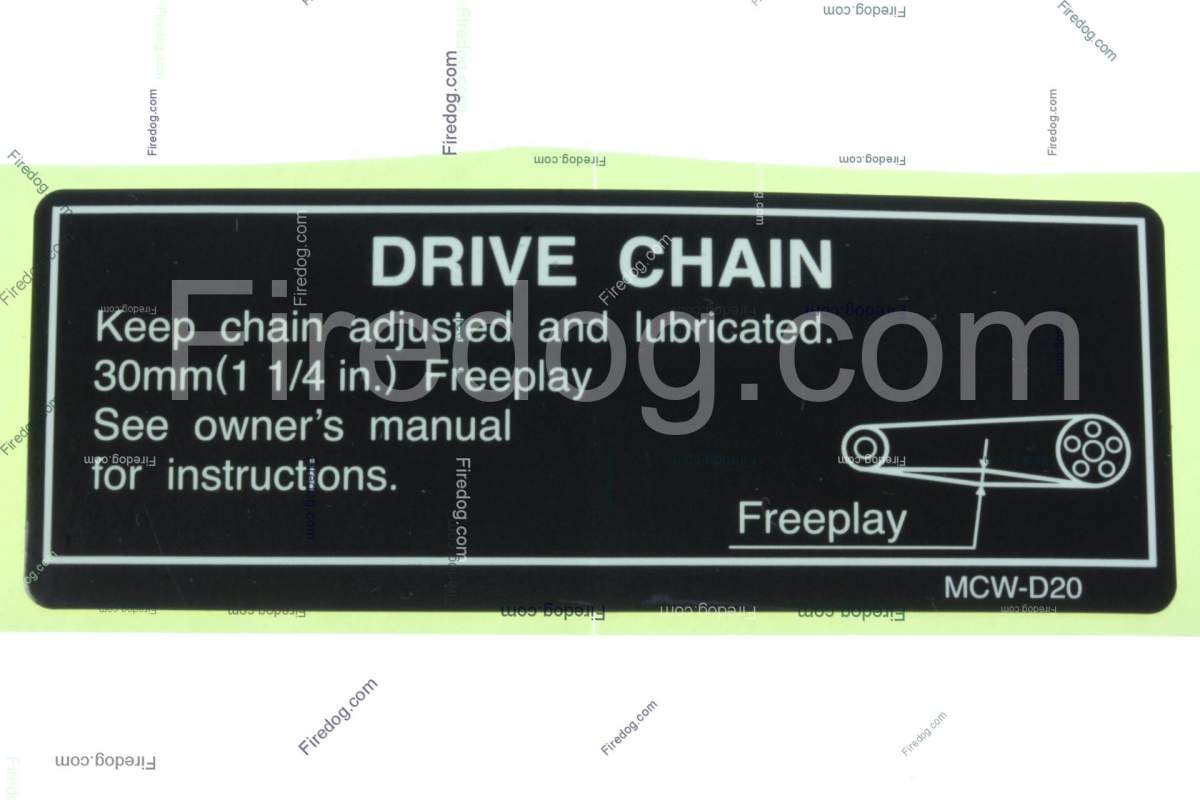 DRIVE CHAIN
Keep chain adjusted and lubricated.
30mm(1 1/4 in.) Freeplay
See owner's manual
for instructions.
Freeplay
MCW-D20
Firedog.com